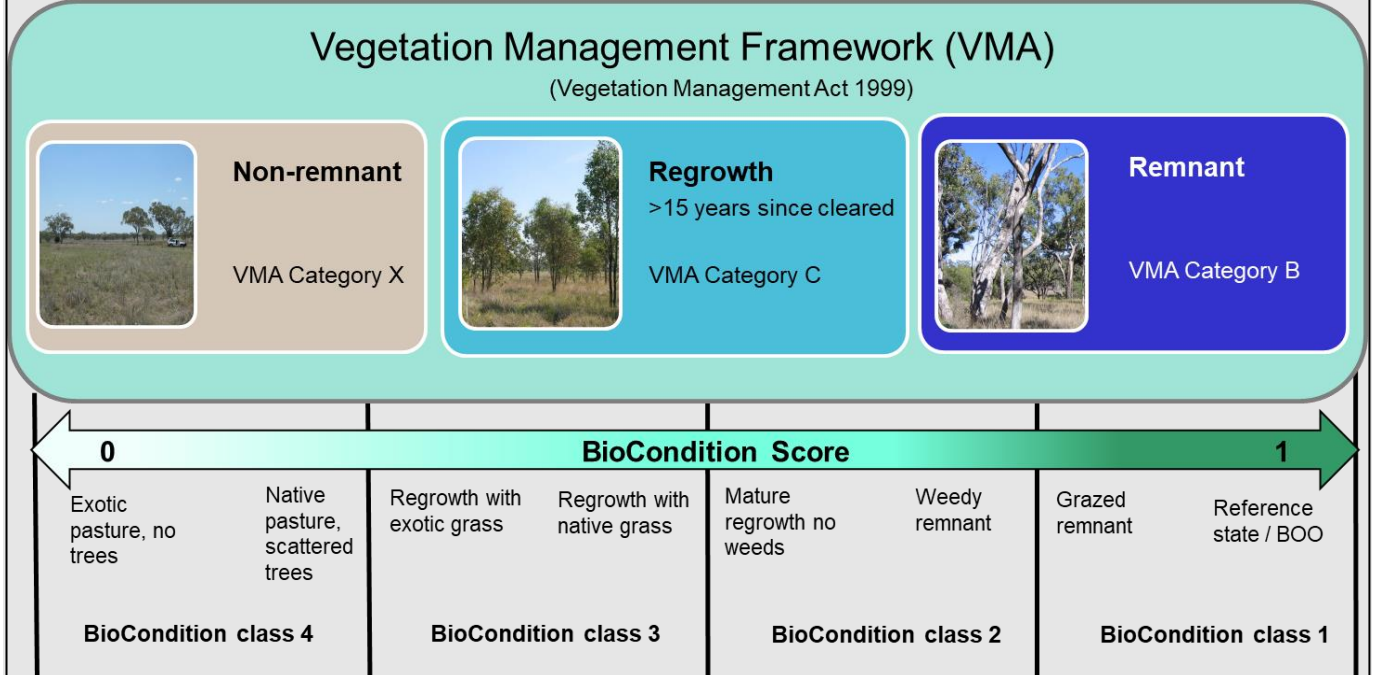 Vegetation Management Framework (VMA)
(Vegetation Management Act 1999)
Non-remnant
VMA Category X
Regrowth
>15 years since cleared
VMA Category C
Remnant
VMA Category B
0
BioCondition Score
1
Exotic
pasture, no
trees
Native
pasture,
scattered
trees
Regrowth with
exotic grass
Regrowth with
native grass
Mature
regrowth no
weeds
Weedy
remnant
Grazed
remnant
Reference
state / BOO
BioCondition class 4
BioCondition class 3
BioCondition class 2
BioCondition class 1